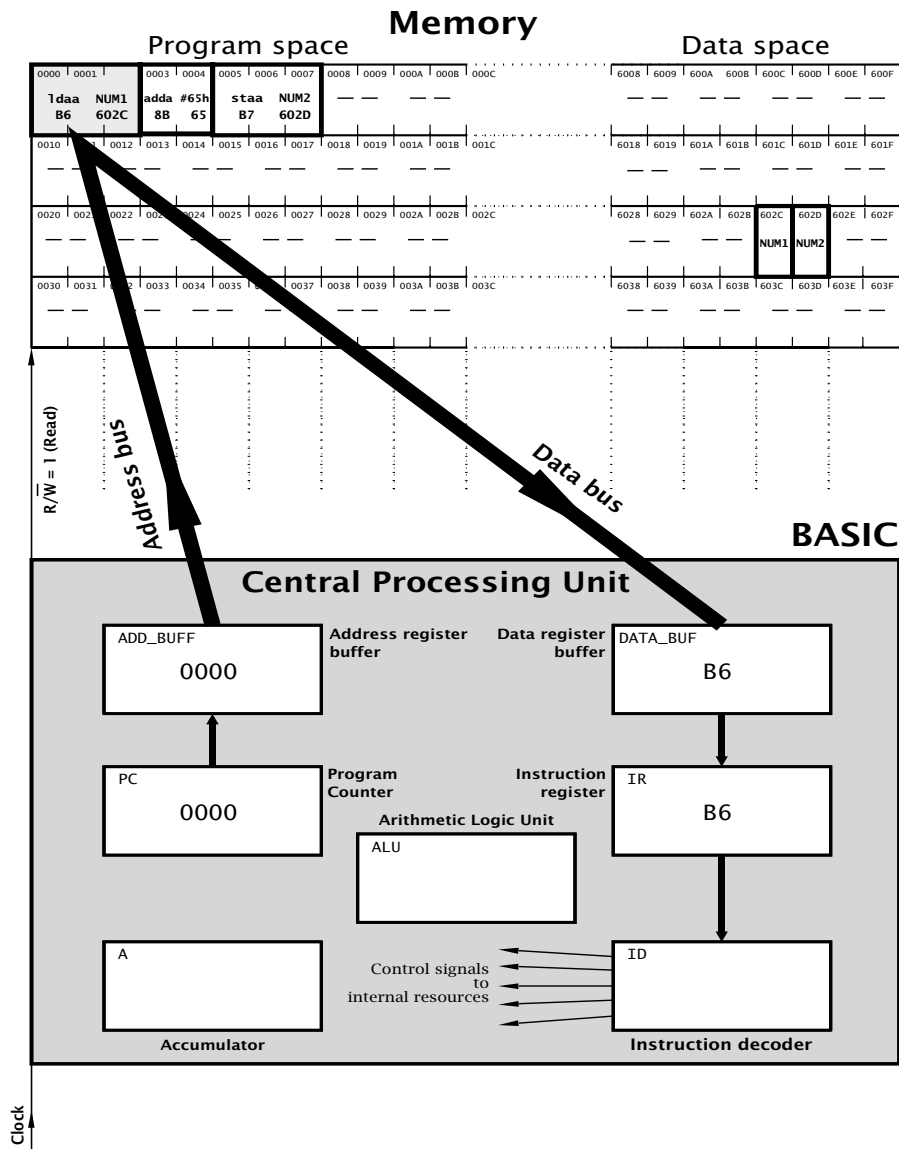 Memory
Program space Data space
0000 0001 0003 0004 0005 0006 0007 0008 0009 000A 000B 000C 6008 6009 600A 600B 600C 600D 600E 600F
ldaa NUM1 adda #65h staa NUM2
B6 602C 8B 65 B7 602D
0010 0012 0013 0014 0015 0016 0017 0018 0019 001A 001B 001C 6018 6019 601A 601B 601C 601D 601E 601F
0020 0022 0024 0025 0026 0027 0028 0029 002A 002B 002C 6028 6029 602A 602B 602C 602D 602E 602F
NUM1 NUM2
0030 0031 0033 0034 0035 0037 0038 0039 003A 003B 003C 6038 6039 603A 603B 603C 603D 603E 603F
R/W̅ = 1 (Read)
Address bus
Data bus
BASIC
Central Processing Unit
ADD_BUFF
0000
Address register
buffer
Data register
buffer
DATA_BUF
B6
PC
0000
Program
Counter
Instruction
register
IR
B6
Arithmetic Logic Unit
ALU
A
Accumulator
Control signals
to
internal resources
ID
Instruction decoder
Clock